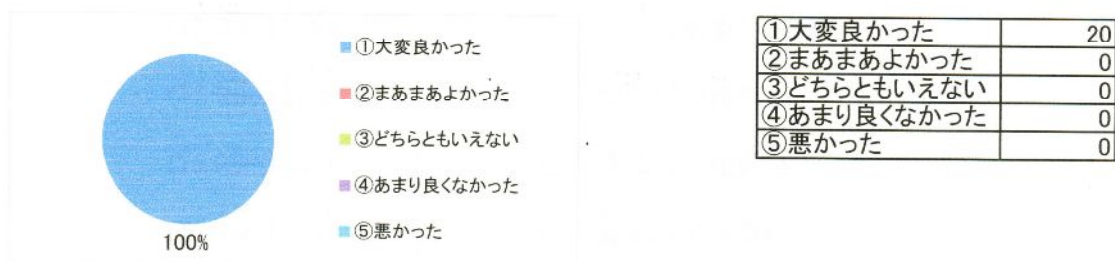 ①大変良かった
②まあまあよかった
③どちらともいえない
④あまり良くなかった
⑤悪かった
100%
①大変良かった 20
②まあまあよかった 0
③どちらともいえない 0
④あまり良くなかった 0
⑤悪かった 0